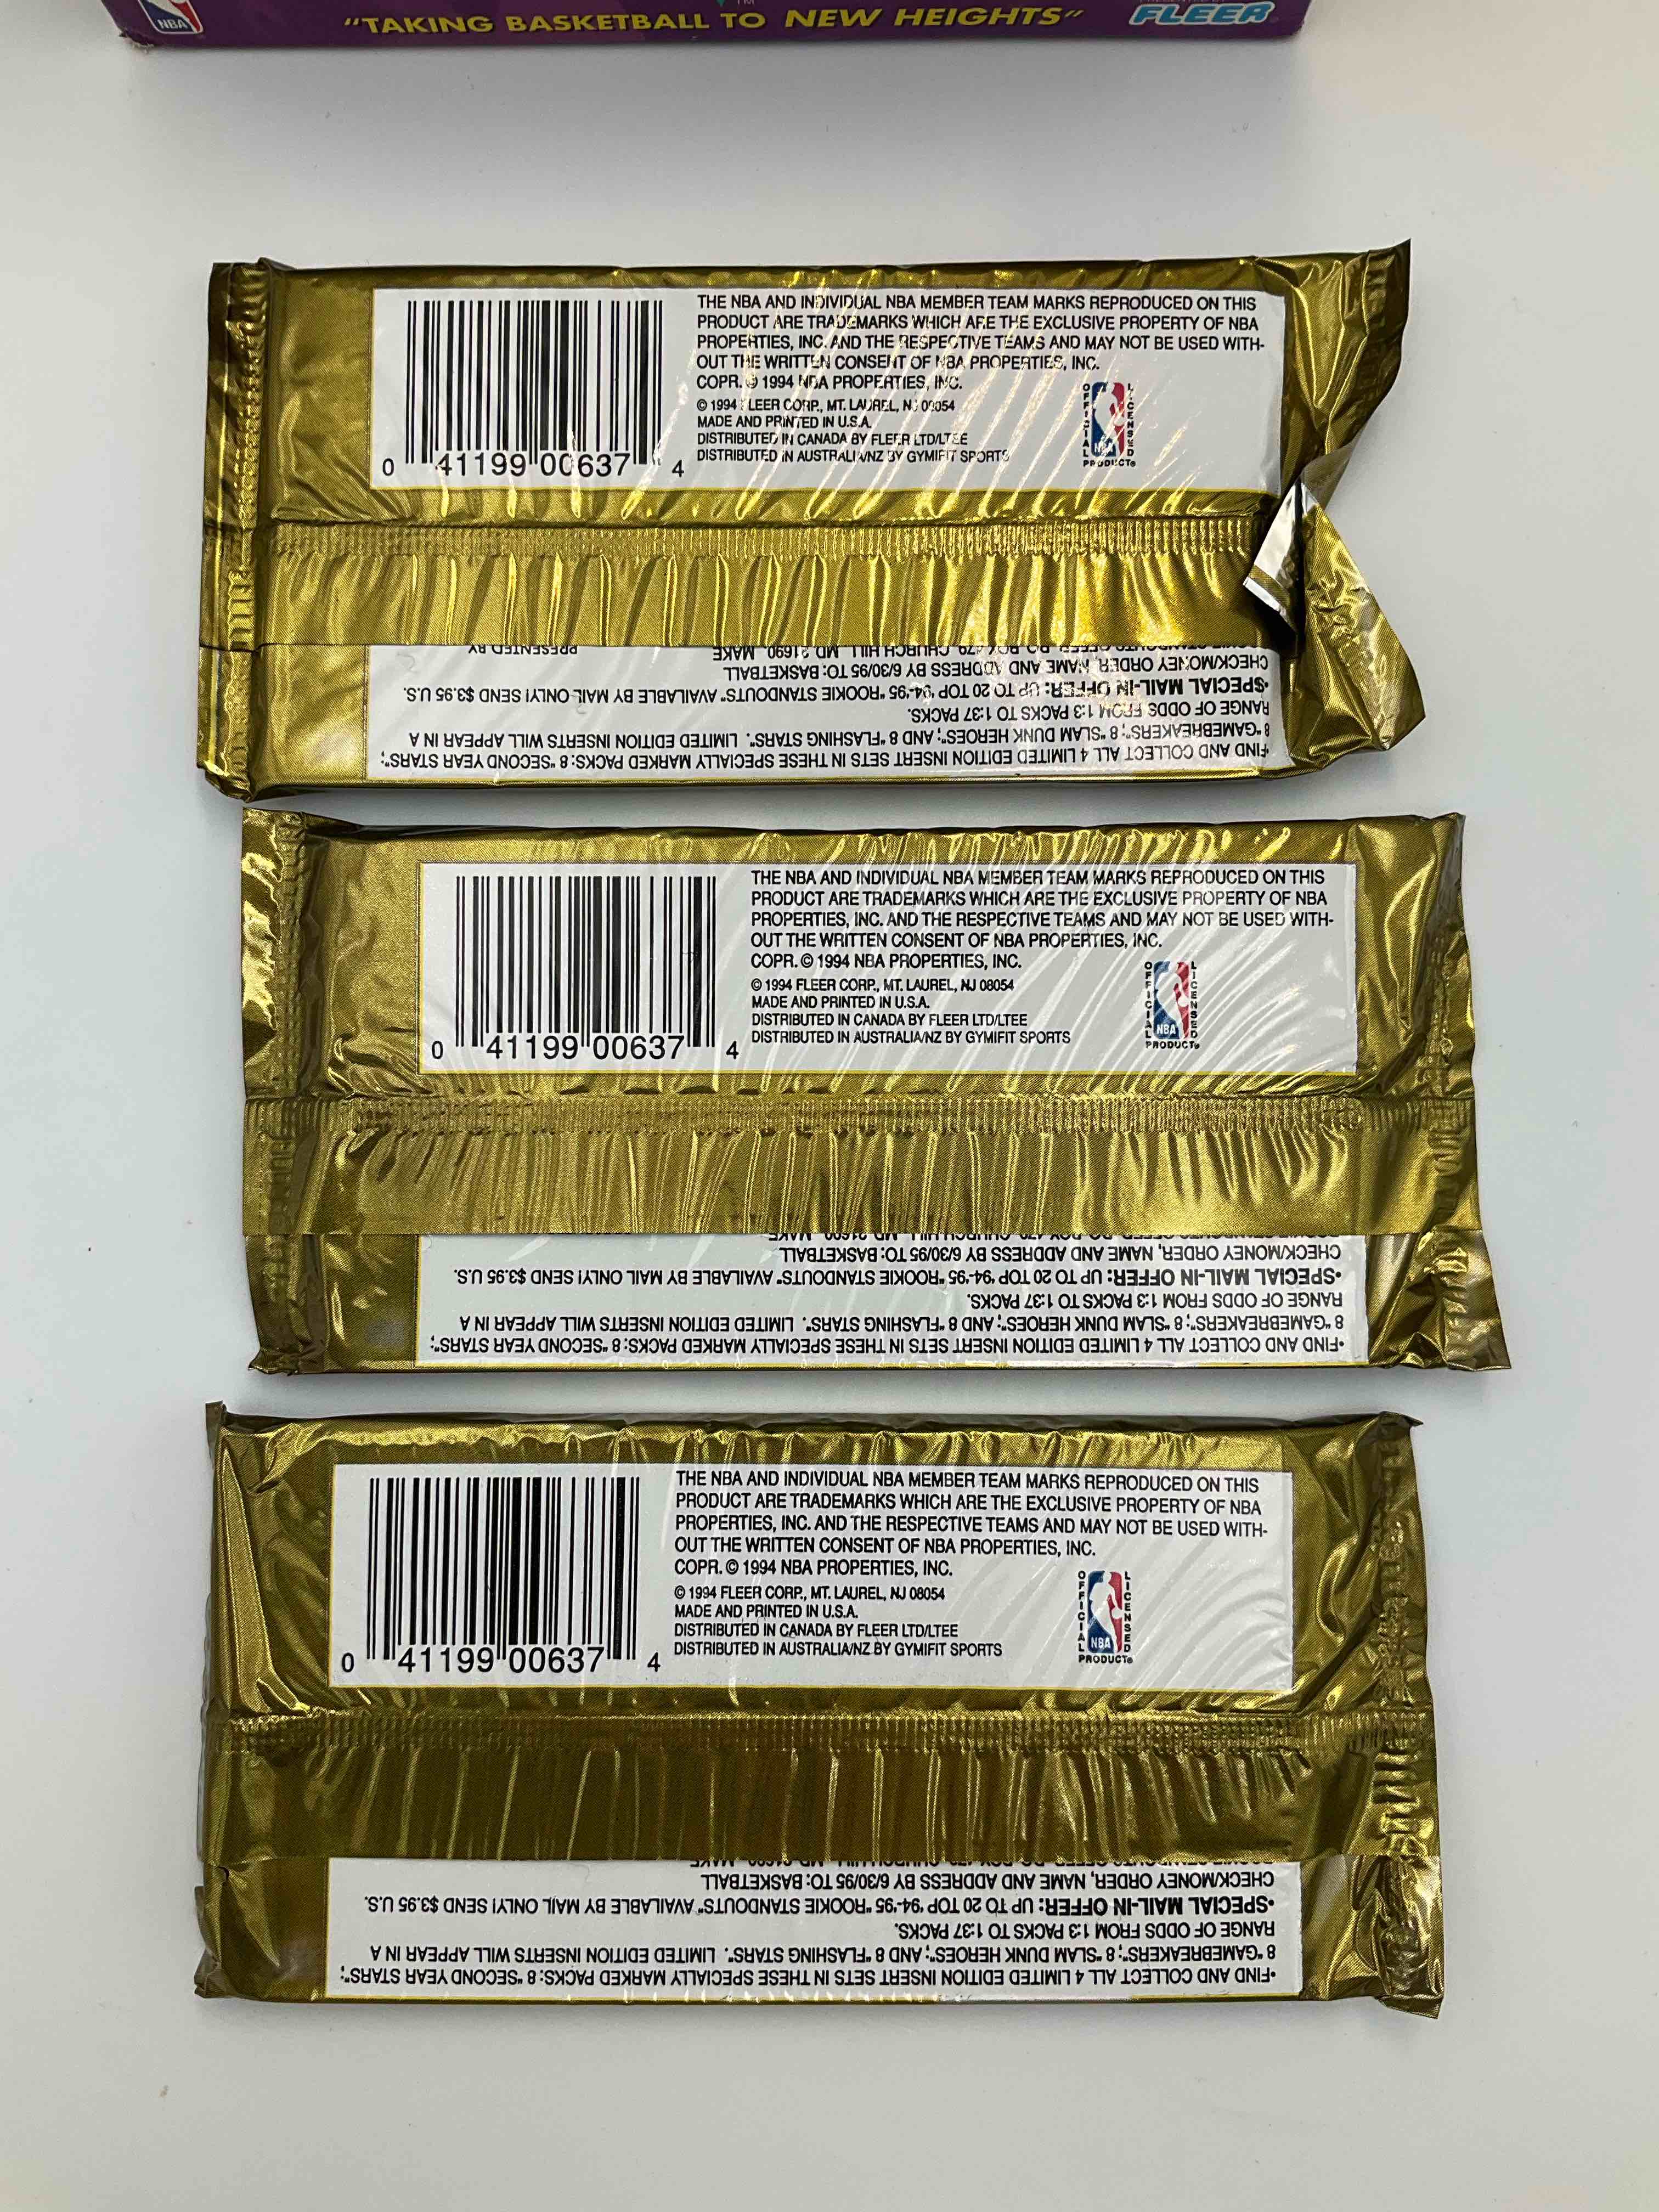 NBA
"TAKING BASKETBALL TO NEW HEIGHTS"
TM
FLEER
THE NBA AND INDIVIDUAL NBA MEMBER TEAM MARKS REPRODUCED ON THIS
PRODUCT ARE TRADEMARKS WHICH ARE THE EXCLUSIVE PROPERTY OF NBA
PROPERTIES, INC. AND THE RESPECTIVE TEAMS AND MAY NOT BE USED WITH-
OUT THE WRITTEN CONSENT OF NBA PROPERTIES, INC.
COPR. © 1994 NBA PROPERTIES, INC.
© 1994 FLEER CORP., MT. LAUREL, NJ 08054
MADE AND PRINTED IN U.S.A.
DISTRIBUTED IN CANADA BY FLEER LTD/LTEE
DISTRIBUTED IN AUSTRALIA/NZ BY GYMIFIT SPORTS
OFFICIAL LICENSED
NBA
PRODUCT®
0 41199 00637 4
•FIND AND COLLECT ALL 4 LIMITED EDITION INSERT SETS IN THESE SPECIALLY MARKED PACKS: 8 "SECOND YEAR STARS";
8 "GAMEBREAKERS"; 8 "SLAM DUNK HEROES"; AND 8 "FLASHING STARS". LIMITED EDITION INSERTS WILL APPEAR IN A
RANGE OF ODDS FROM 1:3 PACKS TO 1:37 PACKS.
•SPECIAL MAIL-IN OFFER: UP TO 20 TOP '94-'95 "ROOKIE STANDOUTS" AVAILABLE BY MAIL ONLY! SEND $3.95 U.S.
CHECK/MONEY ORDER, NAME AND ADDRESS BY 6/30/95 TO: BASKETBALL
BOX 479, CHURCH HILL, MD 21690. MAKE
PRESENTED BY
THE NBA AND INDIVIDUAL NBA MEMBER TEAM MARKS REPRODUCED ON THIS
PRODUCT ARE TRADEMARKS WHICH ARE THE EXCLUSIVE PROPERTY OF NBA
PROPERTIES, INC. AND THE RESPECTIVE TEAMS AND MAY NOT BE USED WITH-
OUT THE WRITTEN CONSENT OF NBA PROPERTIES, INC.
COPR. © 1994 NBA PROPERTIES, INC.
© 1994 FLEER CORP., MT. LAUREL, NJ 08054
MADE AND PRINTED IN U.S.A.
DISTRIBUTED IN CANADA BY FLEER LTD/LTEE
DISTRIBUTED IN AUSTRALIA/NZ BY GYMIFIT SPORTS
OFFICIAL LICENSED
NBA
PRODUCT®
0 41199 00637 4
•FIND AND COLLECT ALL 4 LIMITED EDITION INSERT SETS IN THESE SPECIALLY MARKED PACKS: 8 "SECOND YEAR STARS";
8 "GAMEBREAKERS"; 8 "SLAM DUNK HEROES"; AND 8 "FLASHING STARS". LIMITED EDITION INSERTS WILL APPEAR IN A
RANGE OF ODDS FROM 1:3 PACKS TO 1:37 PACKS.
•SPECIAL MAIL-IN OFFER: UP TO 20 TOP '94-'95 "ROOKIE STANDOUTS" AVAILABLE BY MAIL ONLY! SEND $3.95 U.S.
CHECK/MONEY ORDER, NAME AND ADDRESS BY 6/30/95 TO: BASKETBALL
THE NBA AND INDIVIDUAL NBA MEMBER TEAM MARKS REPRODUCED ON THIS
PRODUCT ARE TRADEMARKS WHICH ARE THE EXCLUSIVE PROPERTY OF NBA
PROPERTIES, INC. AND THE RESPECTIVE TEAMS AND MAY NOT BE USED WITH-
OUT THE WRITTEN CONSENT OF NBA PROPERTIES, INC.
COPR. © 1994 NBA PROPERTIES, INC.
© 1994 FLEER CORP., MT. LAUREL, NJ 08054
MADE AND PRINTED IN U.S.A.
DISTRIBUTED IN CANADA BY FLEER LTD/LTEE
DISTRIBUTED IN AUSTRALIA/NZ BY GYMIFIT SPORTS
OFFICIAL LICENSED
NBA
PRODUCT®
0 41199 00637 4
•FIND AND COLLECT ALL 4 LIMITED EDITION INSERT SETS IN THESE SPECIALLY MARKED PACKS: 8 "SECOND YEAR STARS";
8 "GAMEBREAKERS"; 8 "SLAM DUNK HEROES"; AND 8 "FLASHING STARS". LIMITED EDITION INSERTS WILL APPEAR IN A
RANGE OF ODDS FROM 1:3 PACKS TO 1:37 PACKS.
•SPECIAL MAIL-IN OFFER: UP TO 20 TOP '94-'95 "ROOKIE STANDOUTS" AVAILABLE BY MAIL ONLY! SEND $3.95 U.S.
CHECK/MONEY ORDER, NAME AND ADDRESS BY 6/30/95 TO: BASKETBALL